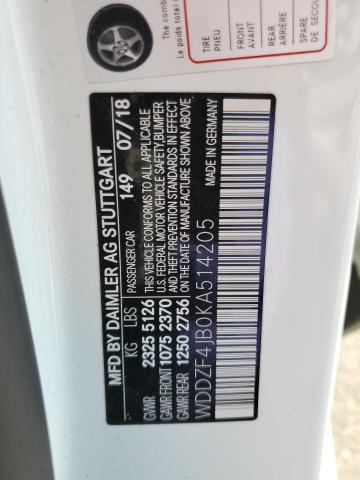 MFD BY DAIMLER AG STUTTGART
PASSENGER CAR 149 07/18
KG LBS
GVWR 2325 5126
GAWR FRONT 1075 2370
GAWR REAR 1250 2756
THIS VEHICLE CONFORMS TO ALL APPLICABLE
U.S. FEDERAL MOTOR VEHICLE SAFETY,BUMPER
AND THEFT PREVENTION STANDARDS IN EFFECT
ON THE DATE OF MANUFACTURE SHOWN ABOVE
MADE IN GERMANY
WDDZF4JB0KA514205
Le poids total
TIRE
PNEU
FRONT
AVANT
REAR
ARRIÈRE
SPARE
DE SECOU